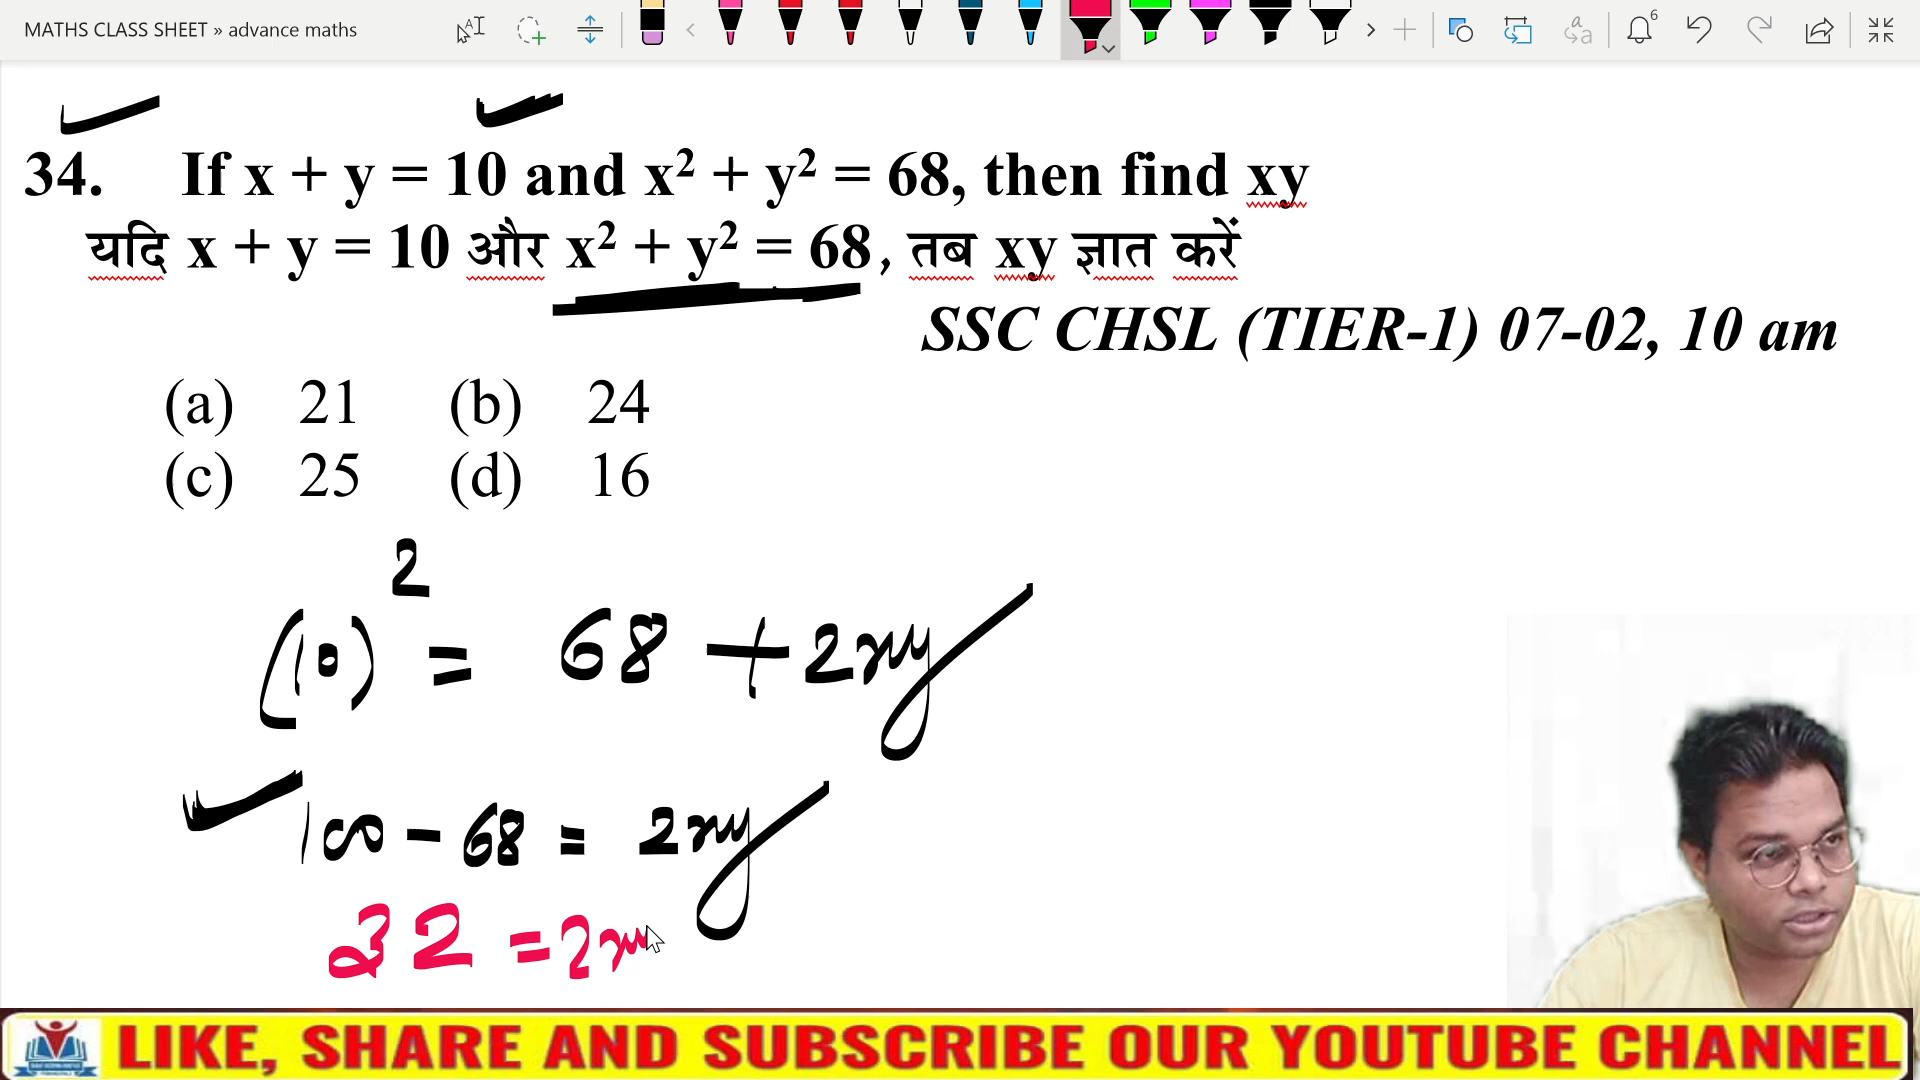 MATHS CLASS SHEET » advance maths
6
34. If x + y = 10 and x² + y² = 68, then find xy
यदि x + y = 10 और x² + y² = 68, तब xy ज्ञात करें
SSC CHSL (TIER-1) 07-02, 10 am
(a) 21 (b) 24
(c) 25 (d) 16
(10)² = 68 + 2xy
100 - 68 = 2xy
32 = 2x
LIKE, SHARE AND SUBSCRIBE OUR YOUTUBE CHANNEL